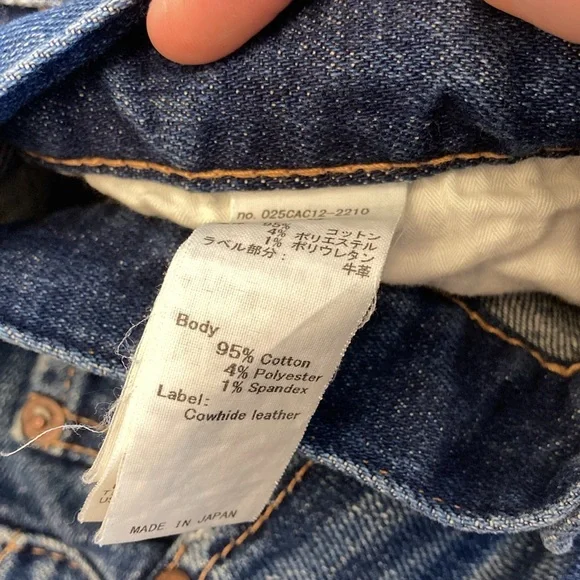 no. 025CAC12-2210
95% コットン
4% ポリエステル
1% ポリウレタン
ラベル部分： 牛革
Body
95% Cotton
4% Polyester
1% Spandex
Label:
Cowhide leather
MADE IN JAPAN